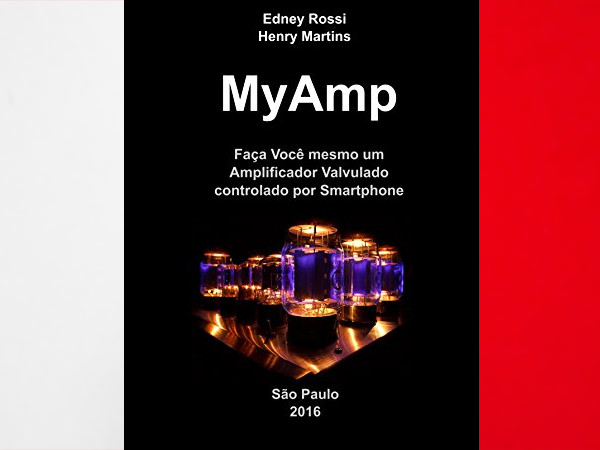 Edney Rossi
Henry Martins
MyAmp
Faça Você mesmo um
Amplificador Valvulado
controlado por Smartphone
São Paulo
2016